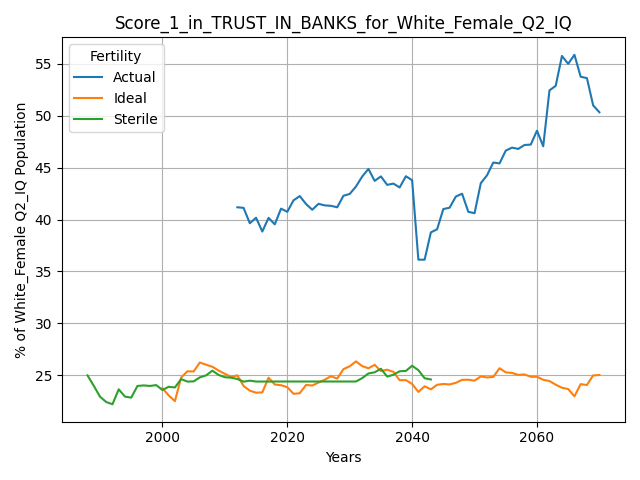 Score_1_in_TRUST_IN_BANKS_for_White_Female_Q2_IQ
Fertility
Actual
Ideal
Sterile
% of White_Female Q2_IQ Population
55
50
45
40
35
30
25
2000
2020
2040
2060
Years